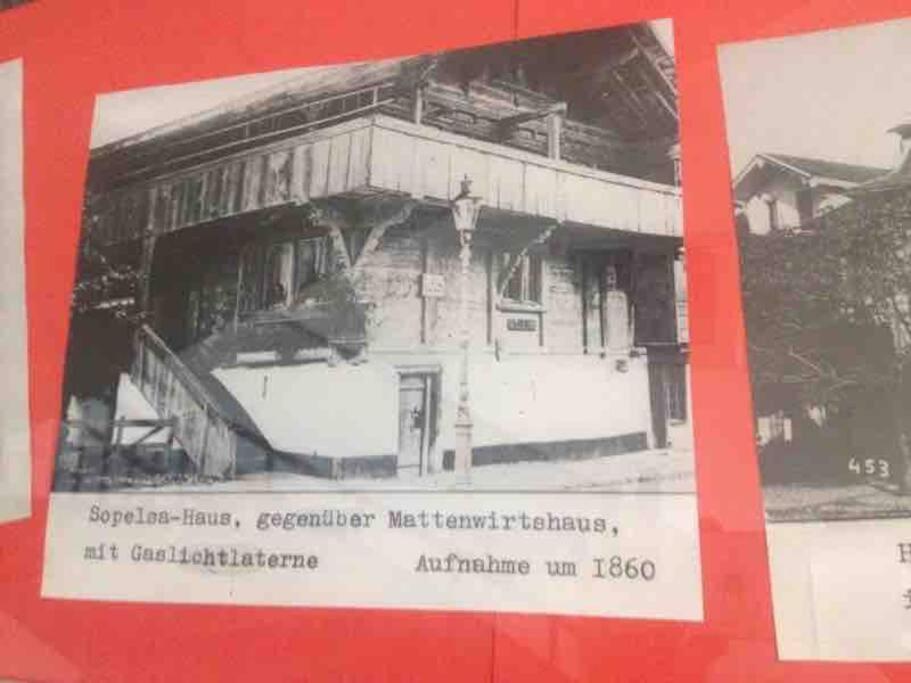 Sopelsa-Haus, gegenüber Mattenwirtshaus,
mit Gaslichtlaterne Aufnahme um 1860
453
H